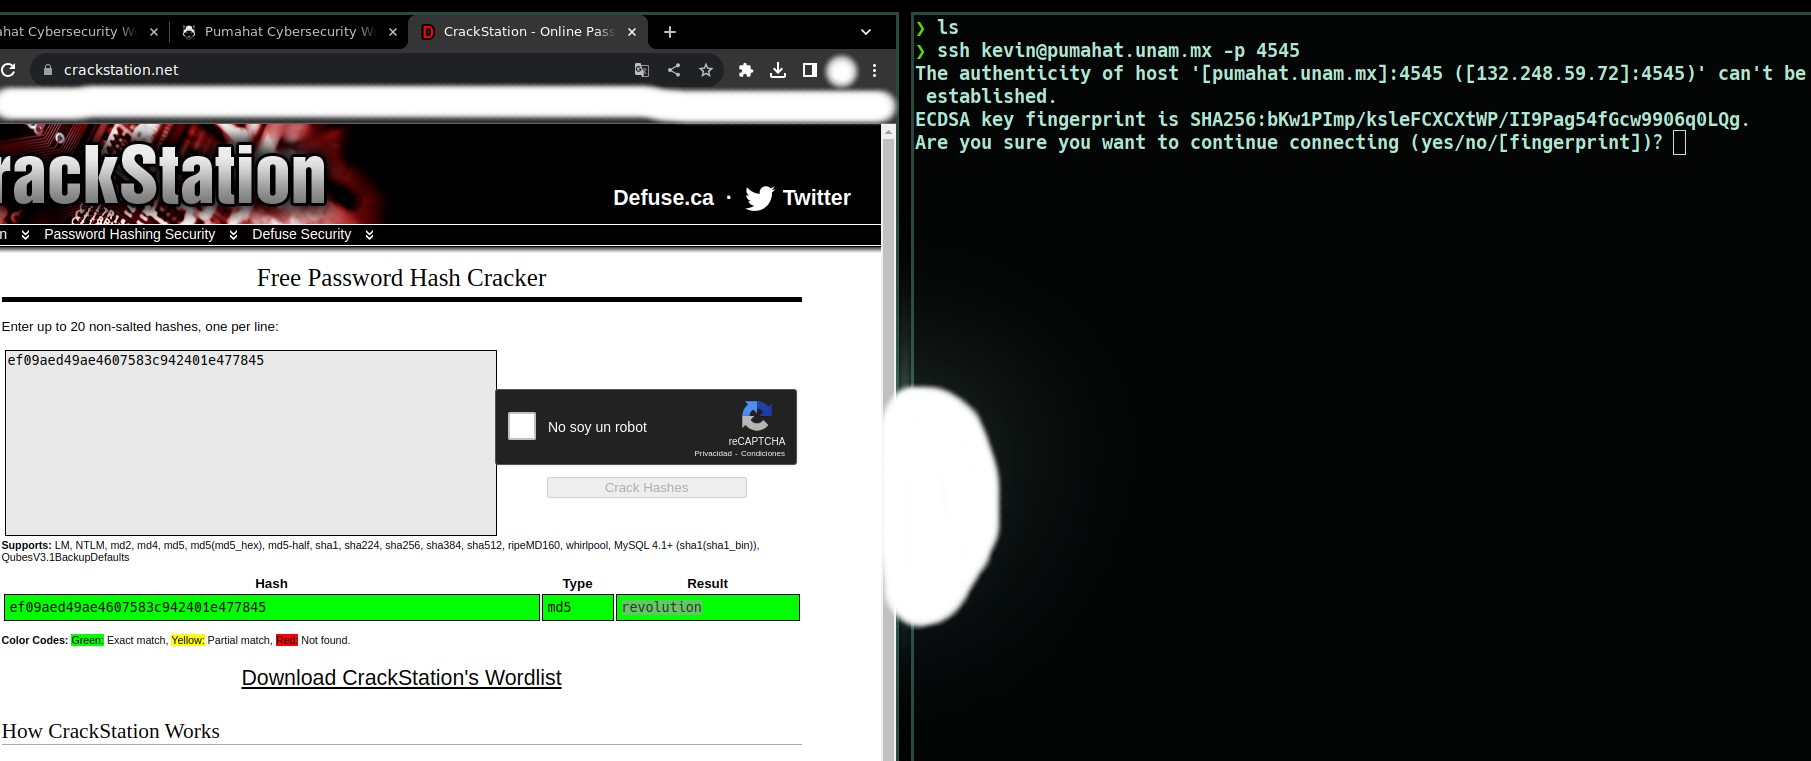 ahat Cybersecurity W
Pumahat Cybersecurity W
CrackStation - Online Pass
crackstation.net
rackStation
Defuse.ca · Twitter
n
Password Hashing Security
Defuse Security
Free Password Hash Cracker
Enter up to 20 non-salted hashes, one per line:
ef09aed49ae4607583c942401e477845
No soy un robot
reCAPTCHA
Privacidad - Condiciones
Crack Hashes
Supports: LM, NTLM, md2, md4, md5, md5(md5_hex), md5-half, sha1, sha224, sha256, sha384, sha512, ripeMD160, whirlpool, MySQL 4.1+ (sha1(sha1_bin)),
QubesV3.1BackupDefaults
Hash Type Result
ef09aed49ae4607583c942401e477845 md5 revolution
Color Codes: Green: Exact match, Yellow: Partial match, Red: Not found.
Download CrackStation's Wordlist
How CrackStation Works
❯ ls
❯ ssh kevin@pumahat.unam.mx -p 4545
The authenticity of host '[pumahat.unam.mx]:4545 ([132.248.59.72]:4545)' can't be
established.
ECDSA key fingerprint is SHA256:bKw1PImp/ksleFCXCXtWP/II9Pag54fGcw9906q0LQg.
Are you sure you want to continue connecting (yes/no/[fingerprint])?